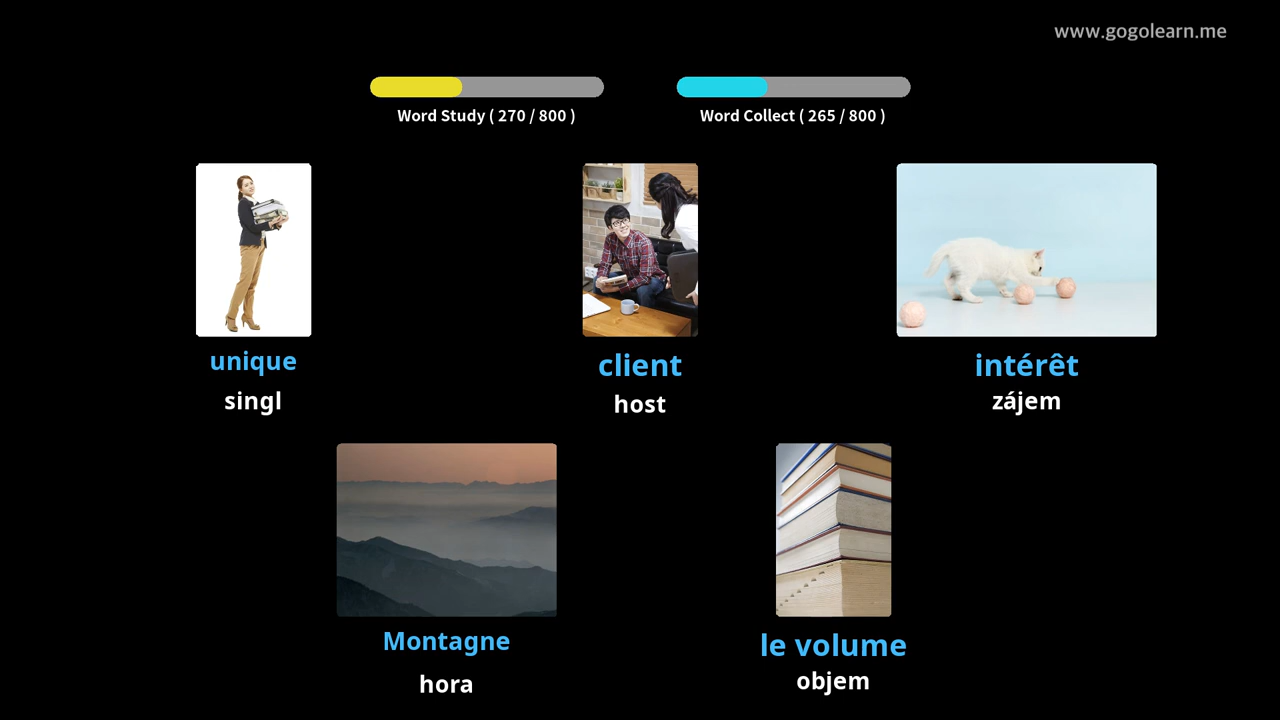 www.gogolearn.me
Word Study ( 270 / 800 )
Word Collect ( 265 / 800 )
unique
singl
client
host
intérêt
zájem
Montagne
hora
le volume
objem